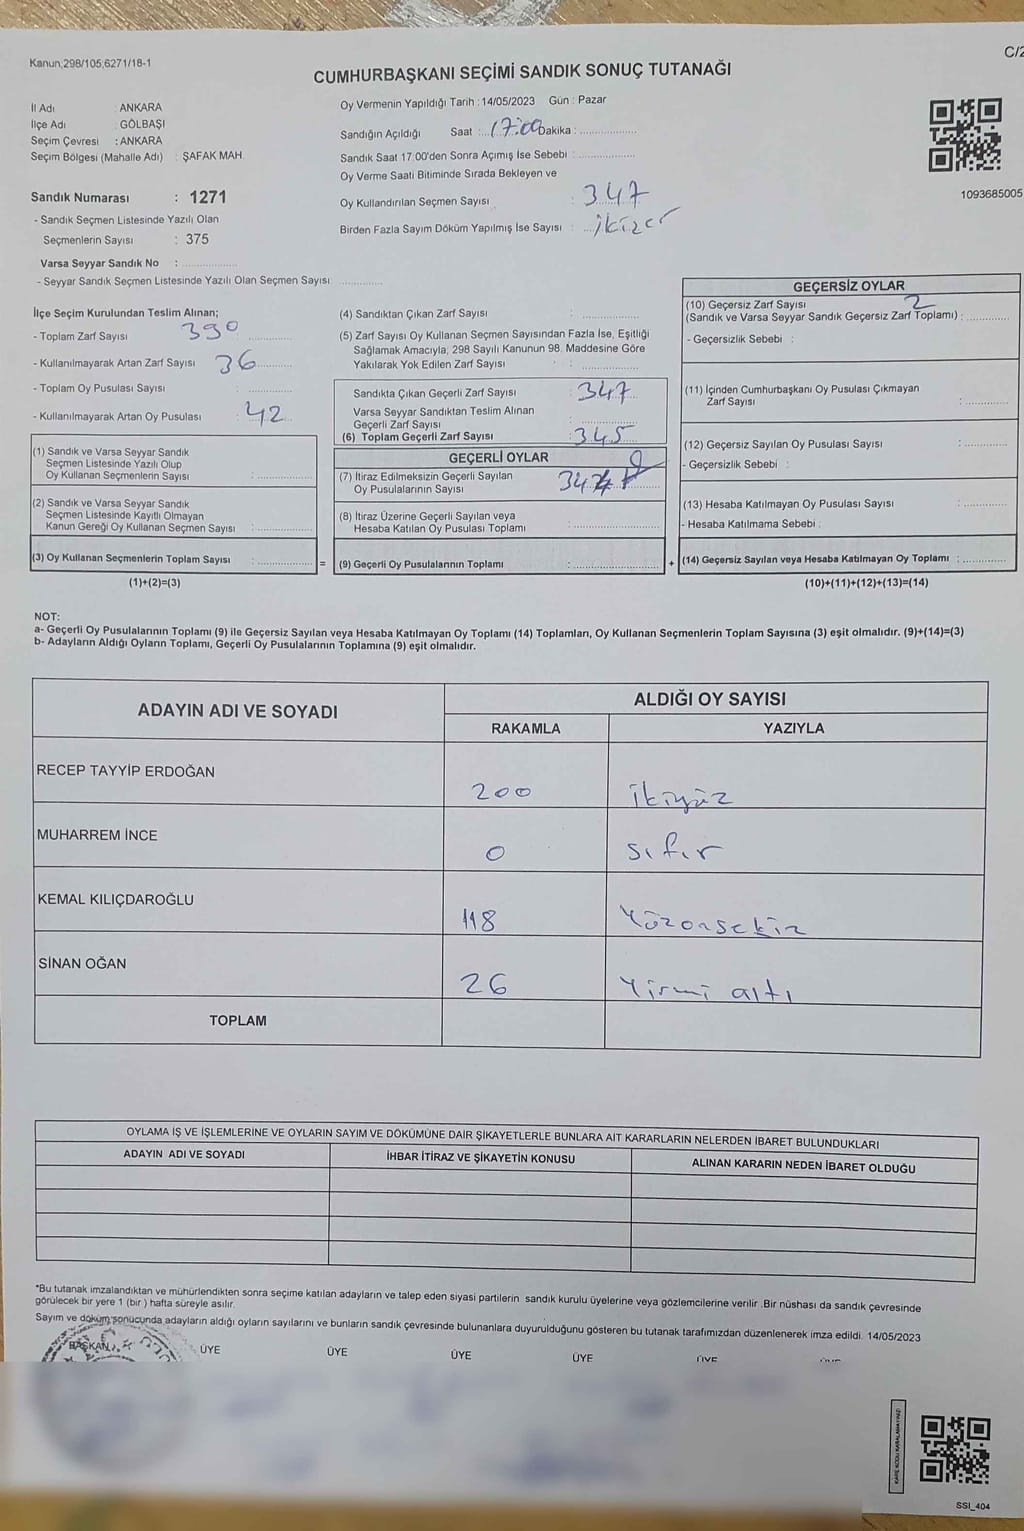 Kanun,298/105,6271/18-1
C/2
CUMHURBAŞKANI SEÇİMİ SANDIK SONUÇ TUTANAĞI
İl Adı : ANKARA
İlçe Adı : GÖLBAŞI
Seçim Çevresi : ANKARA
Seçim Bölgesi (Mahalle Adı) : ŞAFAK MAH.
Sandık Numarası : 1271
- Sandık Seçmen Listesinde Yazılı Olan
Seçmenlerin Sayısı : 375
Varsa Seyyar Sandık No :
- Seyyar Sandık Seçmen Listesinde Yazılı Olan Seçmen Sayısı:
Oy Vermenin Yapıldığı Tarih : 14/05/2023 Gün : Pazar
Sandığın Açıldığı Saat : 17:00 Dakika :
Sandık Saat 17.00'den Sonra Açımış İse Sebebi :
Oy Verme Saati Bitiminde Sırada Bekleyen ve
Oy Kullandırılan Seçmen Sayısı : 347
Birden Fazla Sayım Döküm Yapılmış İse Sayısı : ikizer
1093685005
İlçe Seçim Kurulundan Teslim Alınan;
- Toplam Zarf Sayısı 390
- Kullanılmayarak Artan Zarf Sayısı 36
- Toplam Oy Pusulası Sayısı :
- Kullanılmayarak Artan Oy Pusulası : 42
(1) Sandık ve Varsa Seyyar Sandık
Seçmen Listesinde Yazılı Olup
Oy Kullanan Seçmenlerin Sayısı :
(2) Sandık ve Varsa Seyyar Sandık
Seçmen Listesinde Kayıtlı Olmayan
Kanun Gereği Oy Kullanan Seçmen Sayısı :
(3) Oy Kullanan Seçmenlerin Toplam Sayısı :
(1)+(2)=(3)
=
(4) Sandıktan Çıkan Zarf Sayısı :
(5) Zarf Sayısı Oy Kullanan Seçmen Sayısından Fazla İse, Eşitliği
Sağlamak Amacıyla, 298 Sayılı Kanunun 98. Maddesine Göre
Yakılarak Yok Edilen Zarf Sayısı :
Sandıkta Çıkan Geçerli Zarf Sayısı : 347
Varsa Seyyar Sandıktan Teslim Alınan
Geçerli Zarf Sayısı :
(6) Toplam Geçerli Zarf Sayısı : 345
GEÇERLİ OYLAR
(7) İtiraz Edilmeksizin Geçerli Sayılan
Oy Pusulalarının Sayısı
(8) İtiraz Üzerine Geçerli Sayılan veya
Hesaba Katılan Oy Pusulası Toplamı :
(9) Geçerli Oy Pusulalarının Toplamı :
+
GEÇERSİZ OYLAR
(10) Geçersiz Zarf Sayısı 2
(Sandık ve Varsa Seyyar Sandık Geçersiz Zarf Toplamı) :
- Geçersizlik Sebebi :
(11) İçinden Cumhurbaşkanı Oy Pusulası Çıkmayan
Zarf Sayısı :
(12) Geçersiz Sayılan Oy Pusulası Sayısı :
- Geçersizlik Sebebi :
(13) Hesaba Katılmayan Oy Pusulası Sayısı :
- Hesaba Katılmama Sebebi :
(14) Geçersiz Sayılan veya Hesaba Katılmayan Oy Toplamı :
(10)+(11)+(12)+(13)=(14)
NOT:
a- Geçerli Oy Pusulalarının Toplamı (9) ile Geçersiz Sayılan veya Hesaba Katılmayan Oy Toplamı (14) Toplamları, Oy Kullanan Seçmenlerin Toplam Sayısına (3) eşit olmalıdır. (9)+(14)=(3)
b- Adayların Aldığı Oyların Toplamı, Geçerli Oy Pusulalarının Toplamına (9) eşit olmalıdır.
ADAYIN ADI VE SOYADI
ALDIĞI OY SAYISI
RAKAMLA YAZIYLA
RECEP TAYYİP ERDOĞAN 200 ikiyüz
MUHARREM İNCE 0 sıfır
KEMAL KILIÇDAROĞLU 118 Yüzonsekiz
SİNAN OĞAN 26 Yirmi altı
TOPLAM
OYLAMA İŞ VE İŞLEMLERİNE VE OYLARIN SAYIM VE DÖKÜMÜNE DAİR ŞİKAYETLERLE BUNLARA AİT KARARLARIN NELERDEN İBARET BULUNDUKLARI
ADAYIN ADI VE SOYADI İHBAR İTİRAZ VE ŞİKAYETİN KONUSU ALINAN KARARIN NEDEN İBARET OLDUĞU
*Bu tutanak imzalandıktan ve mühürlendikten sonra seçime katılan adayların ve talep eden siyasi partilerin sandık kurulu üyelerine veya gözlemcilerine verilir .Bir nüshası da sandık çevresinde
görülecek bir yere 1 (bir ) hafta süreyle asılır.
Sayım ve döküm sonucunda adayların aldığı oyların sayılarını ve bunların sandık çevresinde bulunanlara duyurulduğunu gösteren bu tutanak tarafımızdan düzenlenerek imza edildi. 14/05/2023
BAŞKAN ÜYE ÜYE ÜYE ÜYE ÜYE
SSI_404